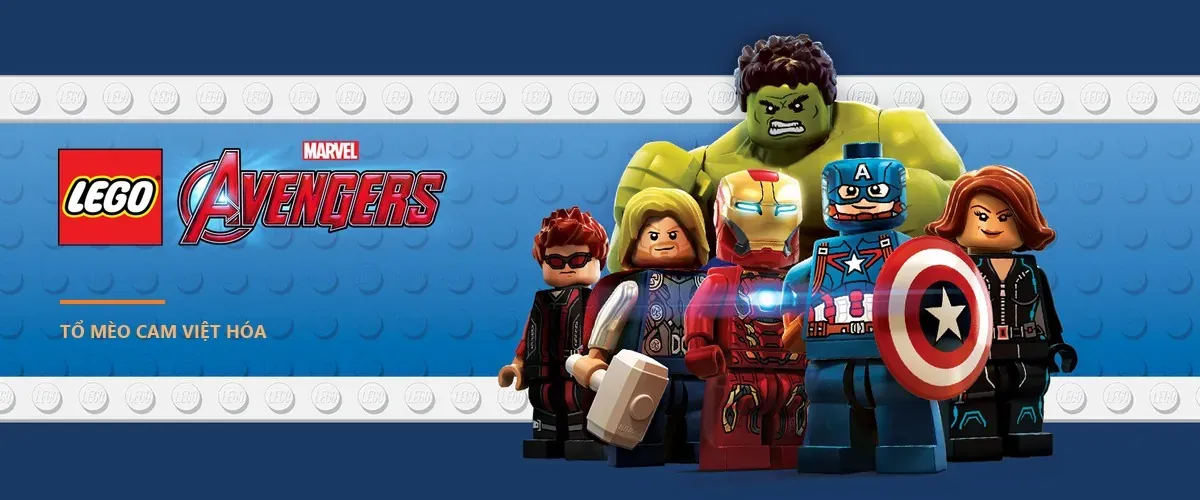 LEGO
MARVEL
AVENGERS
TỔ MÈO CAM VIỆT HÓA
A